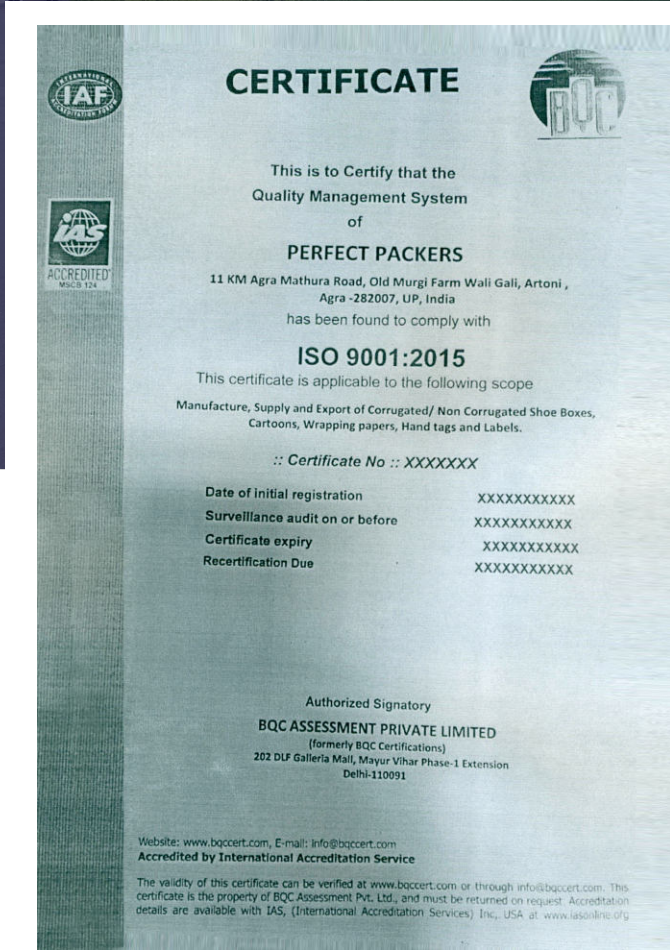 CERTIFICATE
INTERNATIONAL
IAF
ACCREDITATION FORUM
BQC
ias
ACCREDITED
MSCB 124
This is to Certify that the
Quality Management System
of
PERFECT PACKERS
11 KM Agra Mathura Road, Old Murgi Farm Wali Gali, Artoni ,
Agra -282007, UP, India
has been found to comply with
ISO 9001:2015
This certificate is applicable to the following scope
Manufacture, Supply and Export of Corrugated/ Non Corrugated Shoe Boxes,
Cartoons, Wrapping papers, Hand tags and Labels.
:: Certificate No :: XXXXXXX
Date of initial registration XXXXXXXXXXX
Surveillance audit on or before XXXXXXXXXXX
Certificate expiry XXXXXXXXXXX
Recertification Due XXXXXXXXXXX
Authorized Signatory
BQC ASSESSMENT PRIVATE LIMITED
(formerly BQC Certifications)
202 DLF Galleria Mall, Mayur Vihar Phase-1 Extension
Delhi-110091
Website: www.bqccert.com, E-mail: info@bqccert.com
Accredited by International Accreditation Service
The validity of this certificate can be verified at www.bqccert.com or through info@bqccert.com. This
certificate is the property of BQC Assessment Pvt. Ltd., and must be returned on request. Accreditation
details are available with IAS, (International Accreditation Services) Inc, USA at www.iasonline.org